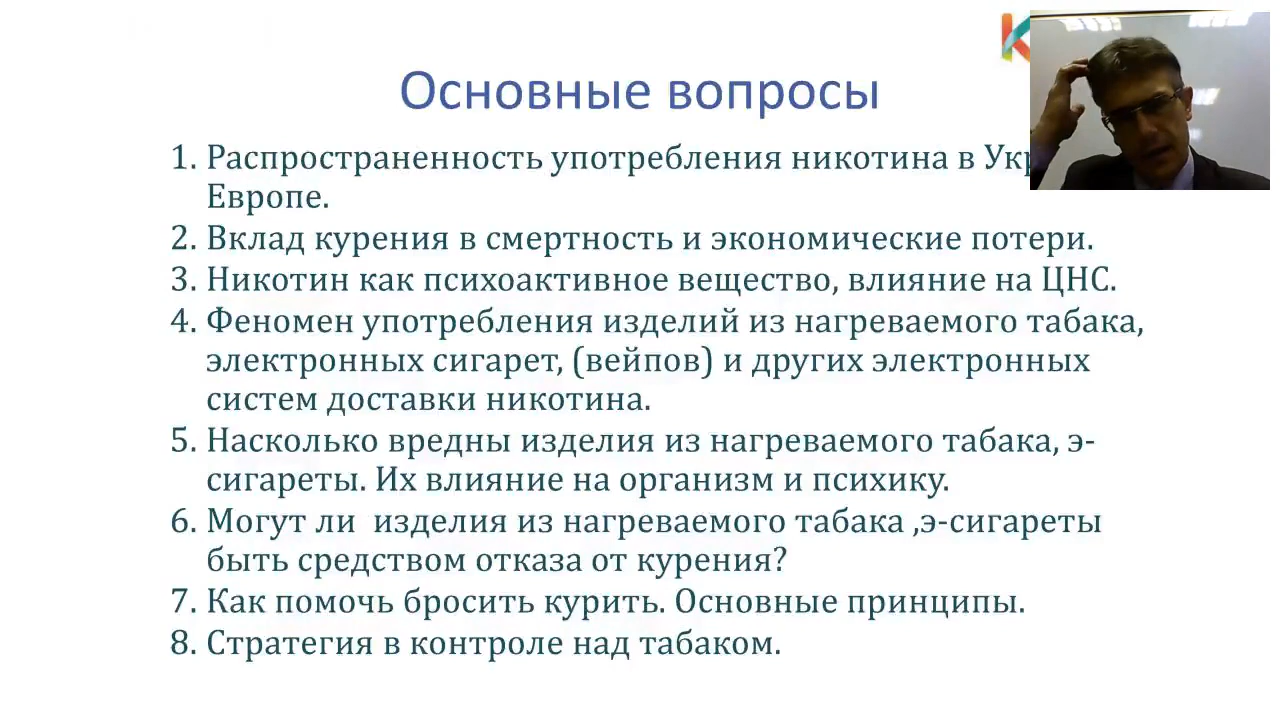 Основные вопросы
1. Распространенность употребления никотина в
Европе.
2. Вклад курения в смертность и экономические потери.
3. Никотин как психоактивное вещество, влияние на ЦНС.
4. Феномен употребления изделий из нагреваемого табака,
электронных сигарет, (вейпов) и других электронных
систем доставки никотина.
5. Насколько вредны изделия из нагреваемого табака, э-
сигареты. Их влияние на организм и психику.
6. Могут ли  изделия из нагреваемого табака ,э-сигареты
быть средством отказа от курения?
7. Как помочь бросить курить. Основные принципы.
8. Стратегия в контроле над табаком.